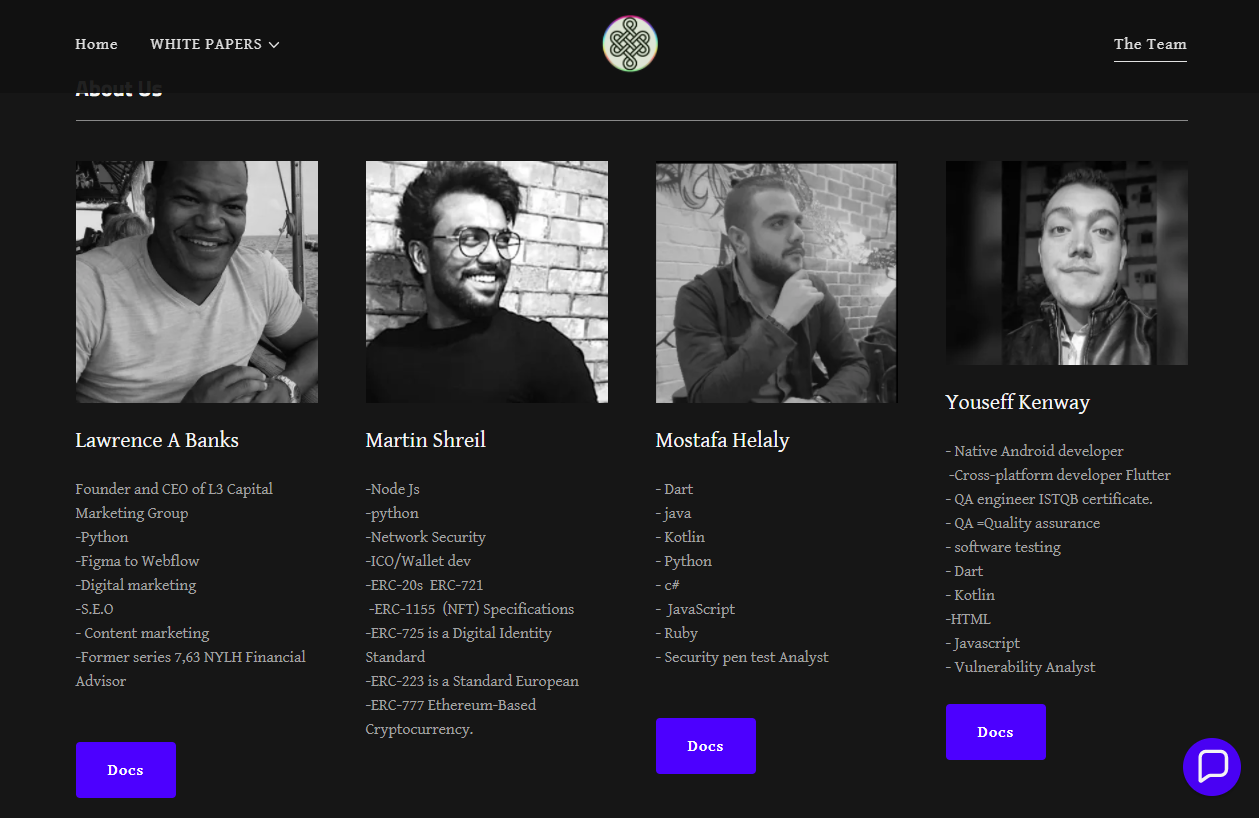 Home
WHITE PAPERS
The Team
About Us
Lawrence A Banks
Founder and CEO of L3 Capital
Marketing Group
-Python
-Figma to Webflow
-Digital marketing
-S.E.O
- Content marketing
-Former series 7,63 NYLH Financial
Advisor
Docs
Martin Shreil
-Node Js
-python
-Network Security
-ICO/Wallet dev
-ERC-20s  ERC-721
-ERC-1155  (NFT) Specifications
-ERC-725 is a Digital Identity
Standard
-ERC-223 is a Standard European
-ERC-777 Ethereum-Based
Cryptocurrency.
Mostafa Helaly
- Dart
- java
- Kotlin
- Python
- c#
-  JavaScript
- Ruby
- Security pen test Analyst
Docs
Youseff Kenway
- Native Android developer
-Cross-platform developer Flutter
- QA engineer ISTQB certificate.
- QA =Quality assurance
- software testing
- Dart
- Kotlin
-HTML
- Javascript
- Vulnerability Analyst
Docs